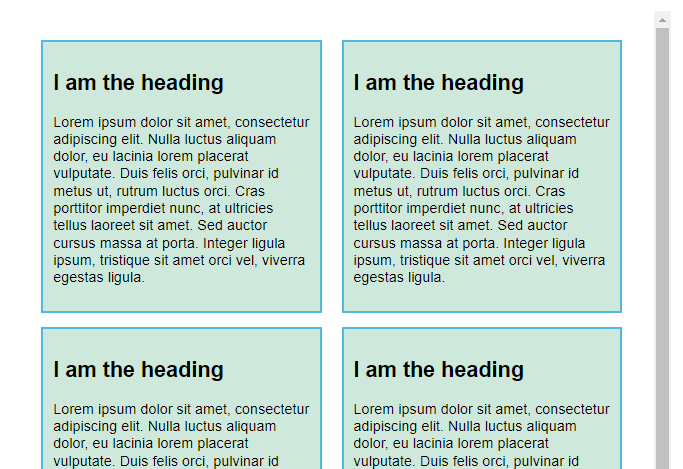 I am the heading
Lorem ipsum dolor sit amet, consectetur
adipiscing elit. Nulla luctus aliquam
dolor, eu lacinia lorem placerat
vulputate. Duis felis orci, pulvinar id
metus ut, rutrum luctus orci. Cras
porttitor imperdiet nunc, at ultricies
tellus laoreet sit amet. Sed auctor
cursus massa at porta. Integer ligula
ipsum, tristique sit amet orci vel, viverra
egestas ligula.
I am the heading
Lorem ipsum dolor sit amet, consectetur
adipiscing elit. Nulla luctus aliquam
dolor, eu lacinia lorem placerat
vulputate. Duis felis orci, pulvinar id
metus ut, rutrum luctus orci. Cras
porttitor imperdiet nunc, at ultricies
tellus laoreet sit amet. Sed auctor
cursus massa at porta. Integer ligula
ipsum, tristique sit amet orci vel, viverra
egestas ligula.
I am the heading
Lorem ipsum dolor sit amet, consectetur
adipiscing elit. Nulla luctus aliquam
dolor, eu lacinia lorem placerat
vulputate. Duis felis orci, pulvinar id
I am the heading
Lorem ipsum dolor sit amet, consectetur
adipiscing elit. Nulla luctus aliquam
dolor, eu lacinia lorem placerat
vulputate. Duis felis orci, pulvinar id